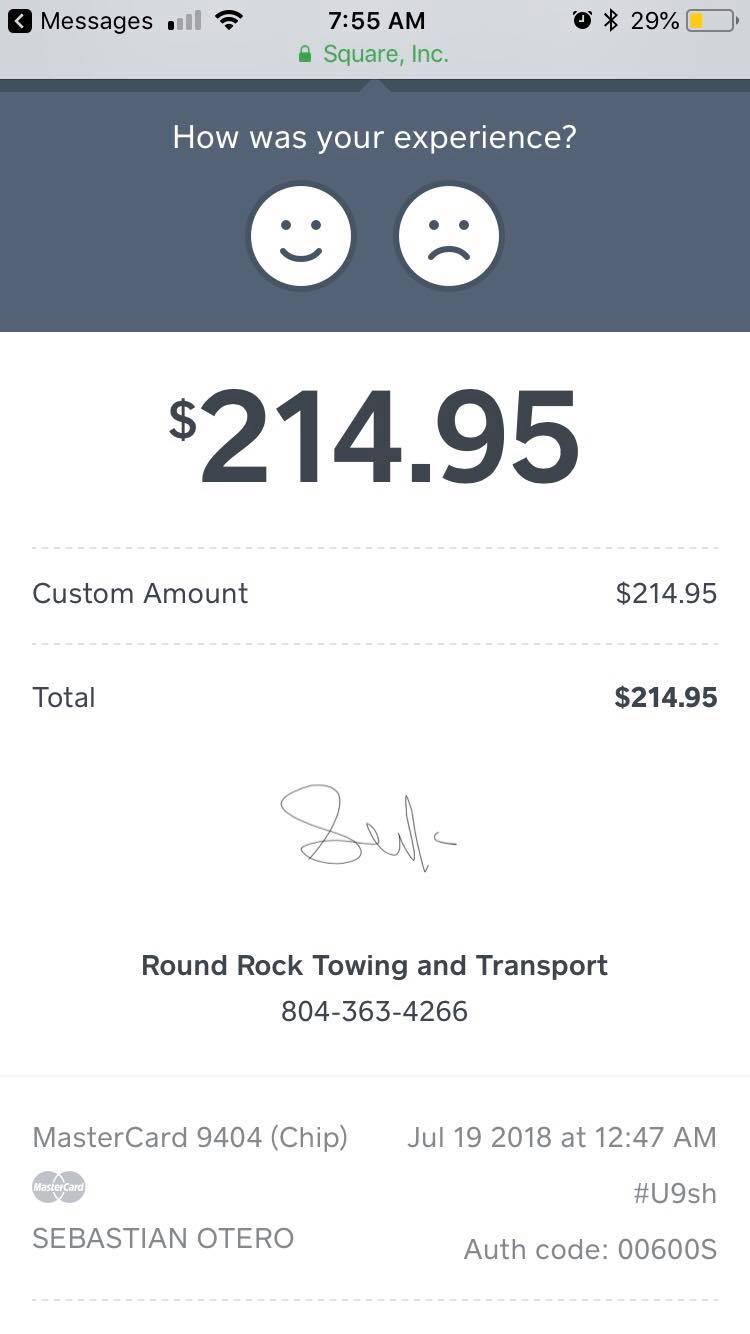 Messages 7:55 AM 29%
Square, Inc.
How was your experience?
$214.95
Custom Amount $214.95
Total $214.95
Round Rock Towing and Transport
804-363-4266
MasterCard 9404 (Chip) Jul 19 2018 at 12:47 AM
MasterCard #U9sh
SEBASTIAN OTERO Auth code: 00600S